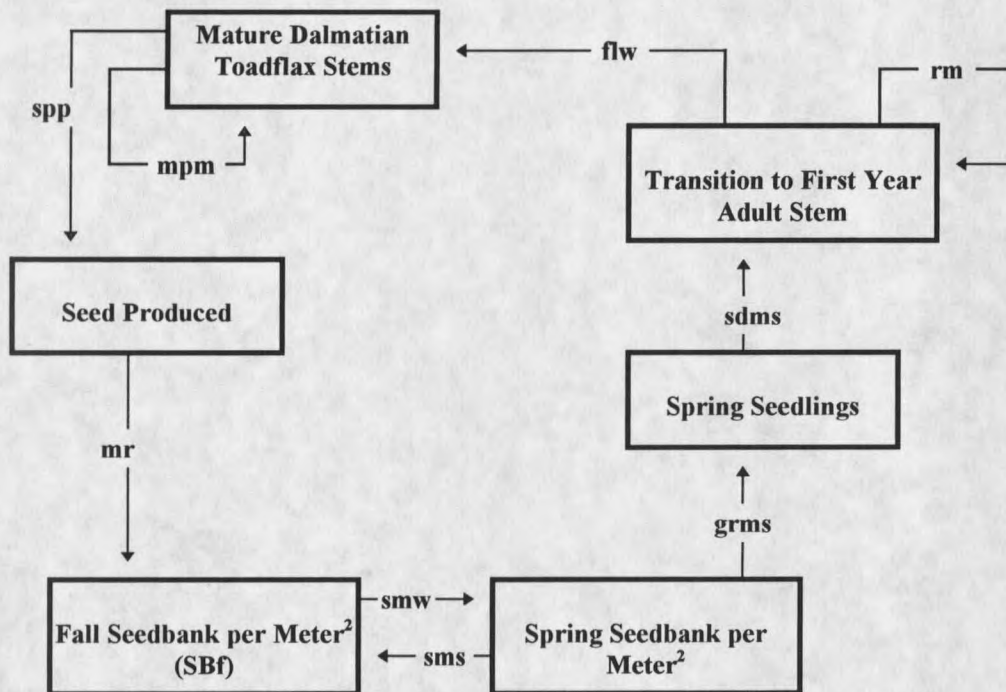 Mature Dalmatian
Toadflax Stems
flw
rm
spp
mpm
Transition to First Year
Adult Stem
Seed Produced
sdms
Spring Seedlings
mr
grms
Fall Seedbank per Meter²
(SBf)
smw
sms
Spring Seedbank per
Meter²